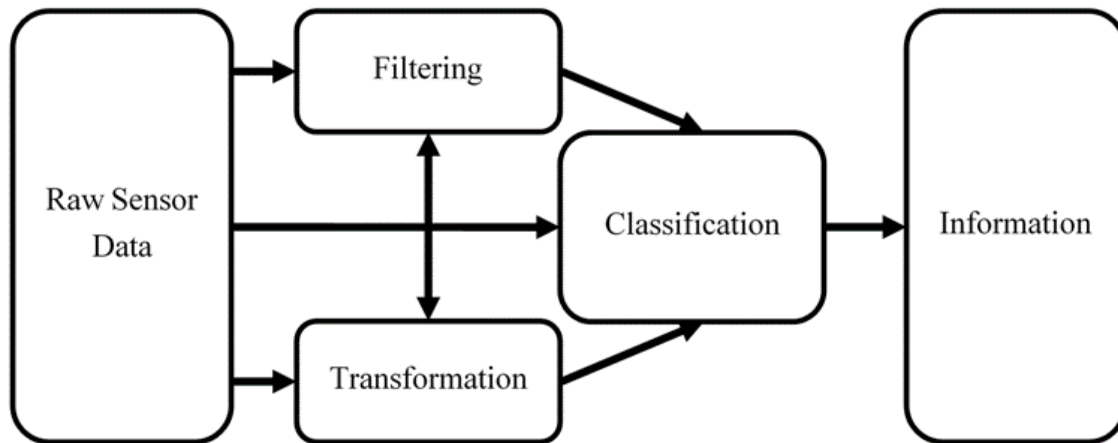 Raw Sensor
Data
Filtering
Transformation
Classification
Information